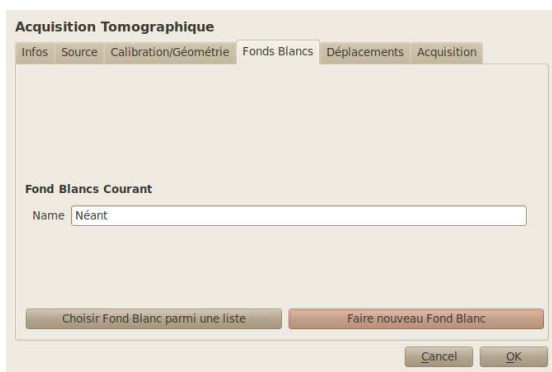 Acquisition Tomographique
Infos Source Calibration/Géométrie Fonds Blancs Déplacements Acquisition
Fond Blancs Courant
Name Néant
Choisir Fond Blanc parmi une liste Faire nouveau Fond Blanc
Cancel OK